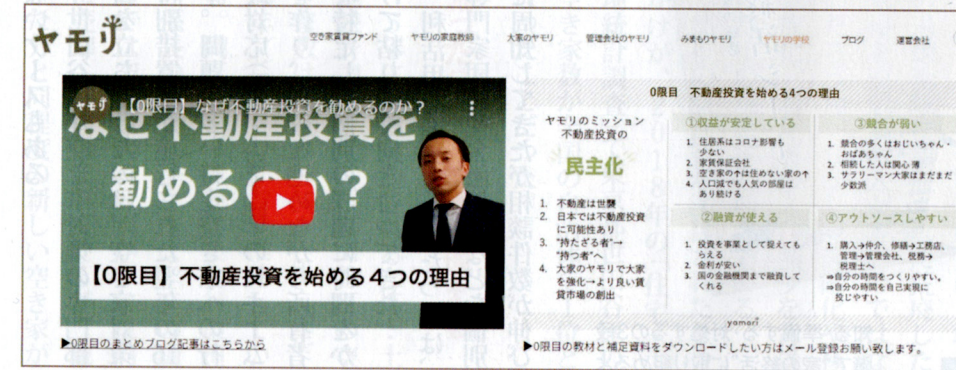 ヤモリ
空き家賃貸ファンド ヤモリの家庭教師 大家のヤモリ 管理会社のヤモリ みまもりヤモリ ヤモリの学校 ブログ 運営会社
ヤモリ
【0限目】なぜ不動産投資を勧めるのか？
なぜ不動産投資を
勧めるのか？
【0限目】不動産投資を始める４つの理由
▶0限目のまとめブログ記事はこちらから
0限目 不動産投資を始める4つの理由
ヤモリのミッション
不動産投資の
民主化
1. 不動産は世襲
2. 日本では不動産投資
に可能性あり
3. "持たざる者"→
"持つ者"へ
4. 大家のヤモリで大家
を強化→より良い賃
貸市場の創出
①収益が安定している
1. 住居系はコロナ影響も
少ない
2. 家賃保証会社
3. 空き家の↑は住めない家の↑
4. 人口減でも人気の部屋は
あり続ける
③競合が弱い
1. 競合の多くはおじいちゃん・
おばあちゃん
2. 相続した人は関心 薄
3. サラリーマン大家はまだまだ
少数派
②融資が使える
1. 投資を事業として捉えても
らえる
2. 金利が安い
3. 国の金融機関まで融資して
くれる
④アウトソースしやすい
1. 購入→仲介、修繕→工務店、
管理→管理会社、税務→
税理士へ
⇒自分の時間をつくりやすい。
⇒自分の時間を自己実現に
投じやすい
yamori
▶0限目の教材と補足資料をダウンロードしたい方はメール登録お願い致します。